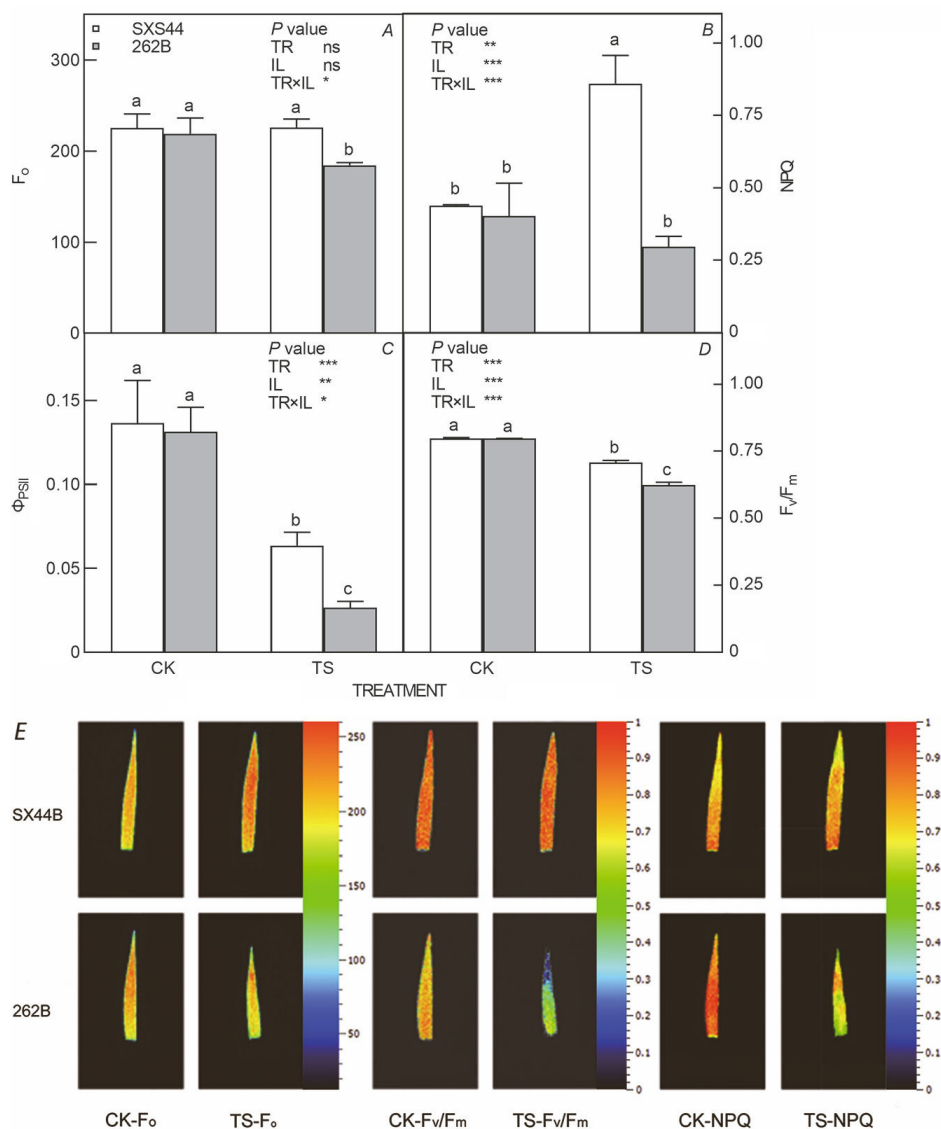 SXS44
262B
P value
TR ns
IL ns
TR×IL *
A
300
200
100
0
Fo
a
a
a
b
P value
TR **
IL ***
TR×IL ***
B
1.00
0.75
0.50
0.25
0
NPQ
b
b
a
b
P value
TR ***
IL **
TR×IL *
C
0.15
0.10
0.05
0
ΦPSII
a
a
b
c
P value
TR ***
IL ***
TR×IL ***
D
1.00
0.75
0.50
0.25
0
Fv/Fm
a
a
b
c
CK TS CK TS
TREATMENT
E
SX44B
262B
250
200
150
100
50
1
0.9
0.8
0.7
0.6
0.5
0.4
0.3
0.2
0.1
0
1
0.9
0.8
0.7
0.6
0.5
0.4
0.3
0.2
0.1
0
CK-Fo TS-Fo CK-Fv/Fm TS-Fv/Fm CK-NPQ TS-NPQ